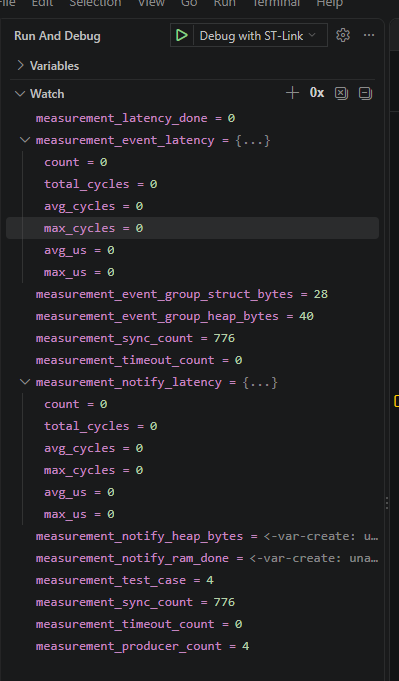 File Edit Selection View Go Run Terminal Help
Run And Debug Debug with ST-Link ...
Variables
Watch 0x
measurement_latency_done = 0
measurement_event_latency = {...}
count = 0
total_cycles = 0
avg_cycles = 0
max_cycles = 0
avg_us = 0
max_us = 0
measurement_event_group_struct_bytes = 28
measurement_event_group_heap_bytes = 40
measurement_sync_count = 776
measurement_timeout_count = 0
measurement_notify_latency = {...}
count = 0
total_cycles = 0
avg_cycles = 0
max_cycles = 0
avg_us = 0
max_us = 0
measurement_notify_heap_bytes = <-var-create: u...
measurement_notify_ram_done = <-var-create: una...
measurement_test_case = 4
measurement_sync_count = 776
measurement_timeout_count = 0
measurement_producer_count = 4